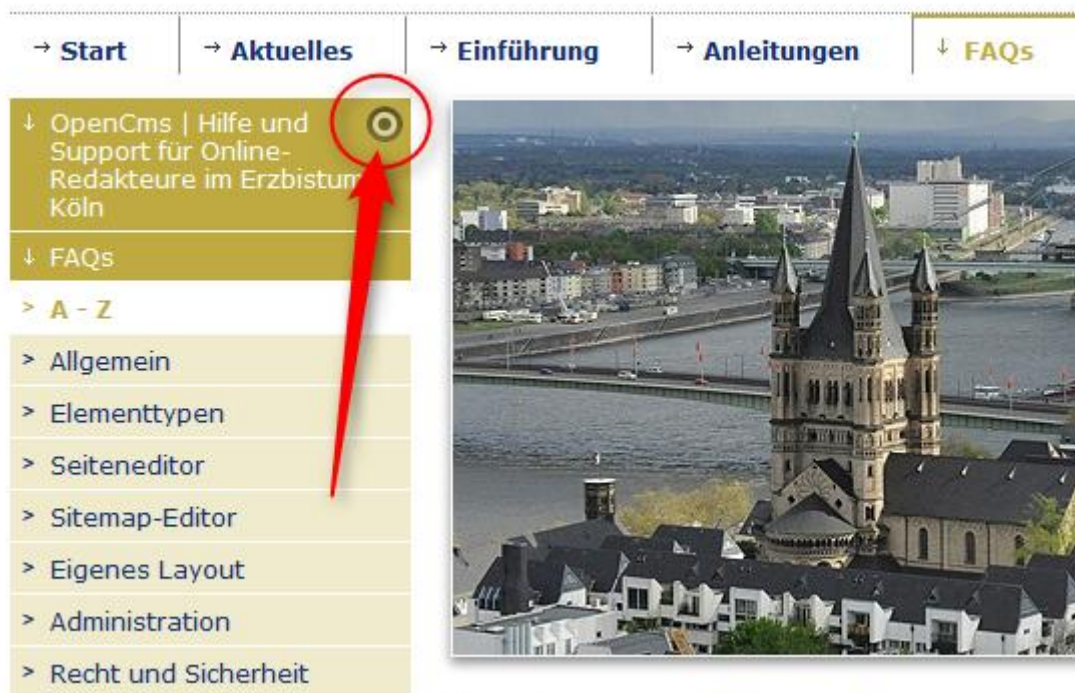 → Start → Aktuelles → Einführung → Anleitungen ↓ FAQs
↓ OpenCms | Hilfe und
Support für Online-
Redakteure im Erzbistum
Köln
↓ FAQs
> A - Z
> Allgemein
> Elementtypen
> Seiteneditor
> Sitemap-Editor
> Eigenes Layout
> Administration
> Recht und Sicherheit